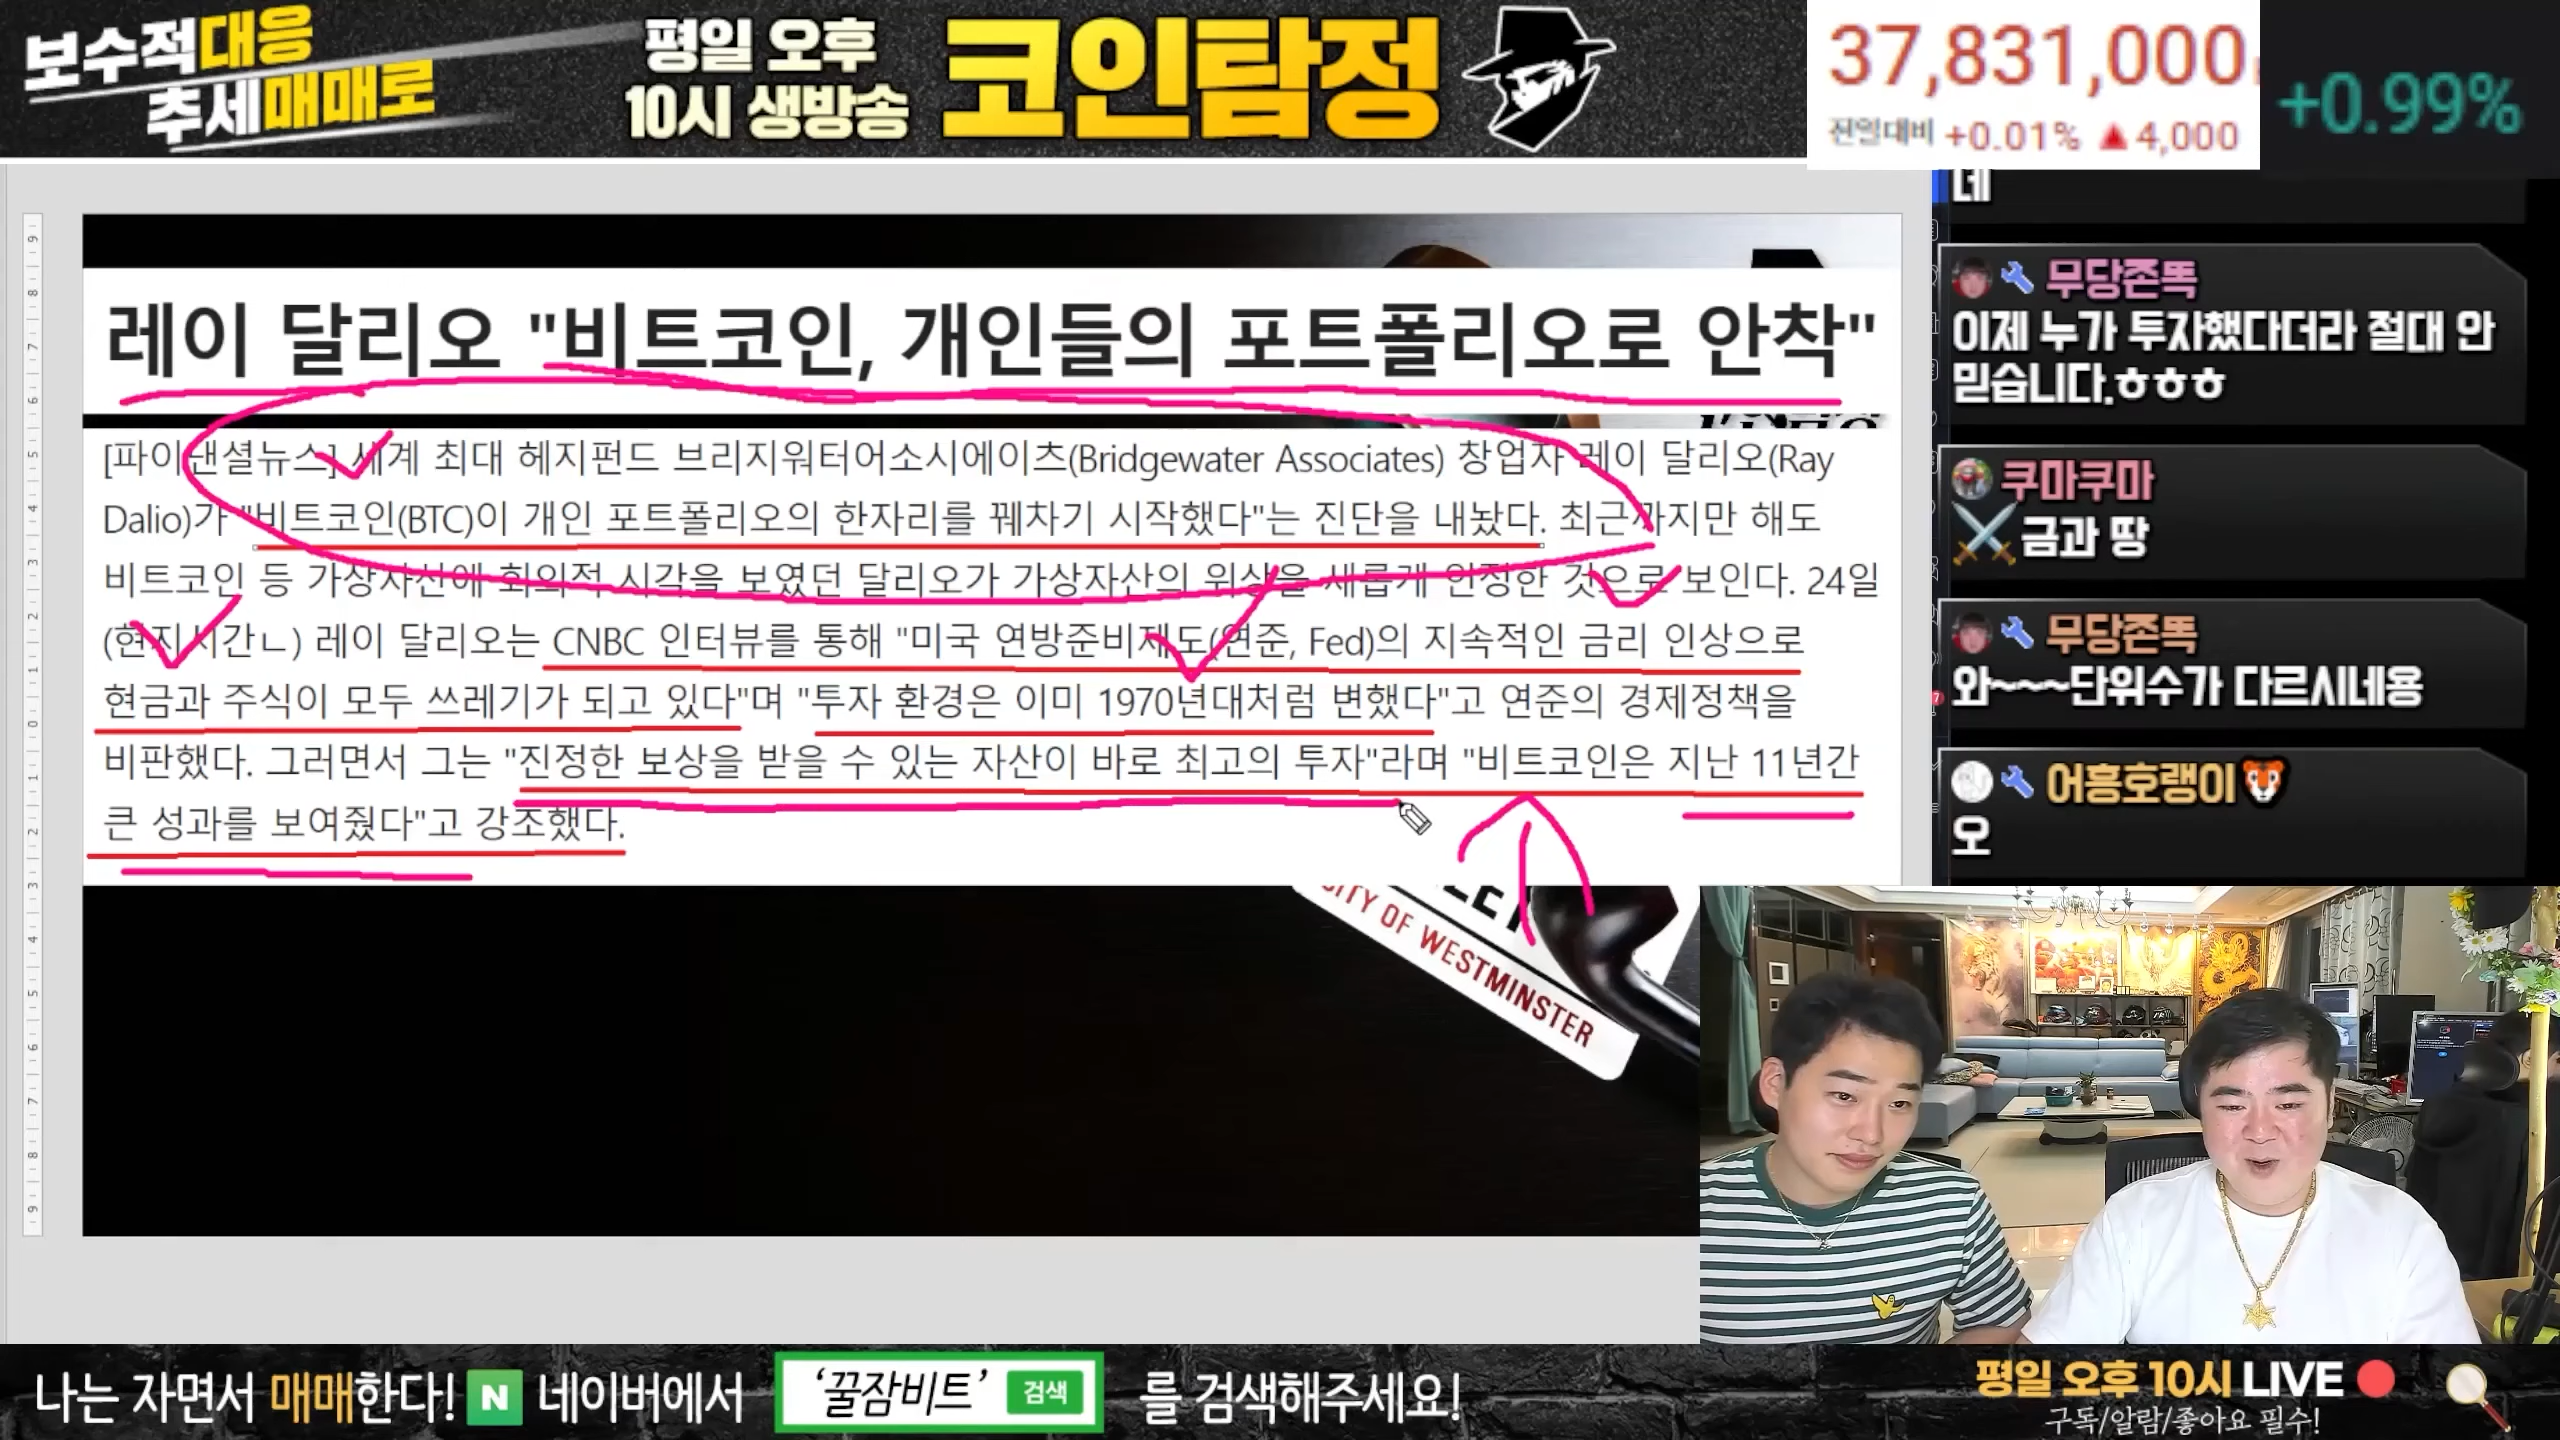 보수적대응
추세매매로
평일 오후
10시 생방송
코인탐정
37,831,000
전일대비 +0.01% ▲4,000
+0.99%
레이 달리오 "비트코인, 개인들의 포트폴리오로 안착"
[파이낸셜뉴스] 세계 최대 헤지펀드 브리지워터어소시에이츠(Bridgewater Associates) 창업자 레이 달리오(Ray
Dalio)가 "비트코인(BTC)이 개인 포트폴리오의 한자리를 꿰차기 시작했다"는 진단을 내놨다. 최근까지만 해도
비트코인 등 가상자산에 회의적 시각을 보였던 달리오가 가상자산의 위상을 새롭게 인정한 것으로 보인다. 24일
(현지시간ㄴ) 레이 달리오는 CNBC 인터뷰를 통해 "미국 연방준비제도(연준, Fed)의 지속적인 금리 인상으로
현금과 주식이 모두 쓰레기가 되고 있다"며 "투자 환경은 이미 1970년대처럼 변했다"고 연준의 경제정책을
비판했다. 그러면서 그는 "진정한 보상을 받을 수 있는 자산이 바로 최고의 투자"라며 "비트코인은 지난 11년간
큰 성과를 보여줬다"고 강조했다.
CITY OF WESTMINSTER
데
무당존똑
이제 누가 투자했다더라 절대 안
믿습니다.ㅎㅎㅎ
쿠마쿠마
⚔️금과 땅
무당존똑
와~~~단위수가 다르시네용
어흥호랭이🐯
오
나는 자면서 매매한다! N 네이버에서 '꿀잠비트' 검색 를 검색해주세요!
평일 오후 10시 LIVE
구독/알람/좋아요 필수!